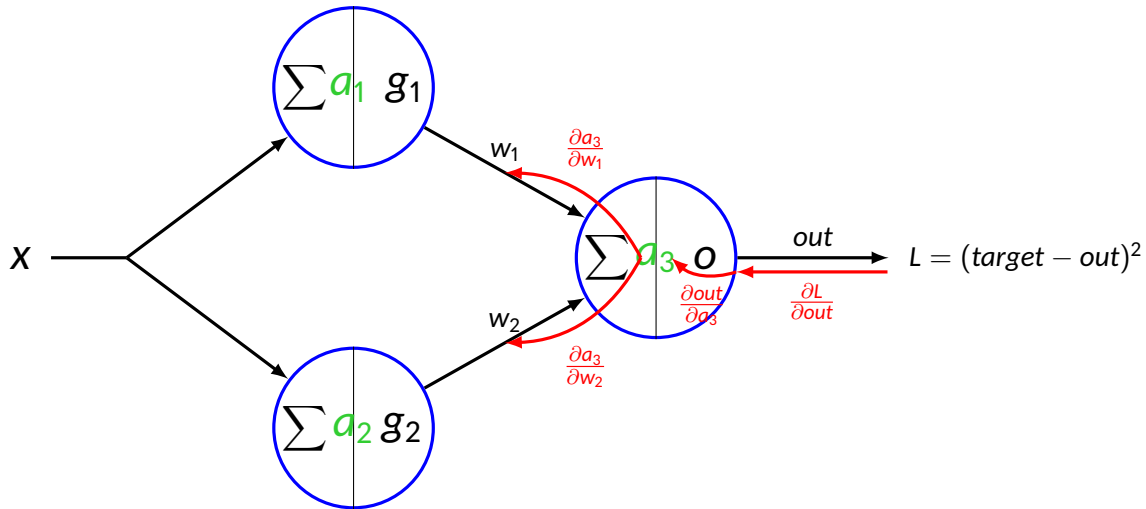 ∑ a₁ g₁
w₁
∂a₃/∂w₁
X
∑ a₃ o
out
L = (target − out)²
∂out/∂a₃
∂L/∂out
w₂
∂a₃/∂w₂
∑ a₂ g₂